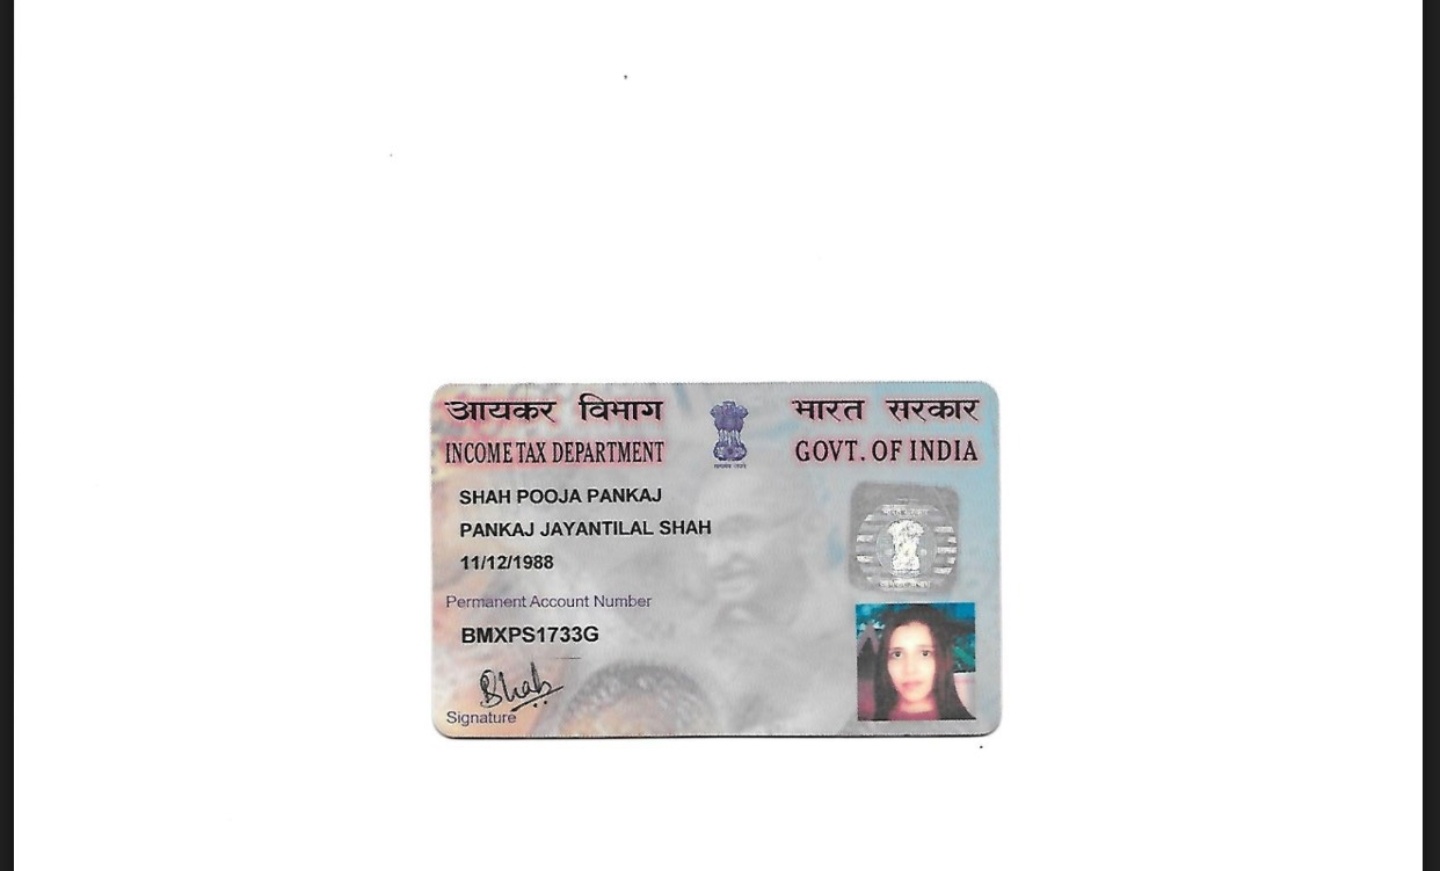 आयकर विभाग
भारत सरकार
INCOME TAX DEPARTMENT
GOVT. OF INDIA
SHAH POOJA PANKAJ
PANKAJ JAYANTILAL SHAH
11/12/1988
Permanent Account Number
BMXPS1733G
Signature